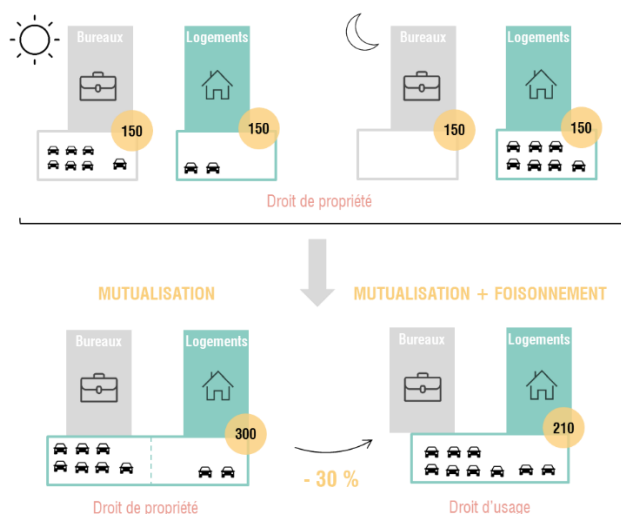 Bureaux
Logements
Bureaux
Logements
150
150
150
150
Droit de propriété
MUTUALISATION
MUTUALISATION + FOISONNEMENT
Bureaux
Logements
Bureaux
Logements
300
210
- 30 %
Droit de propriété
Droit d'usage